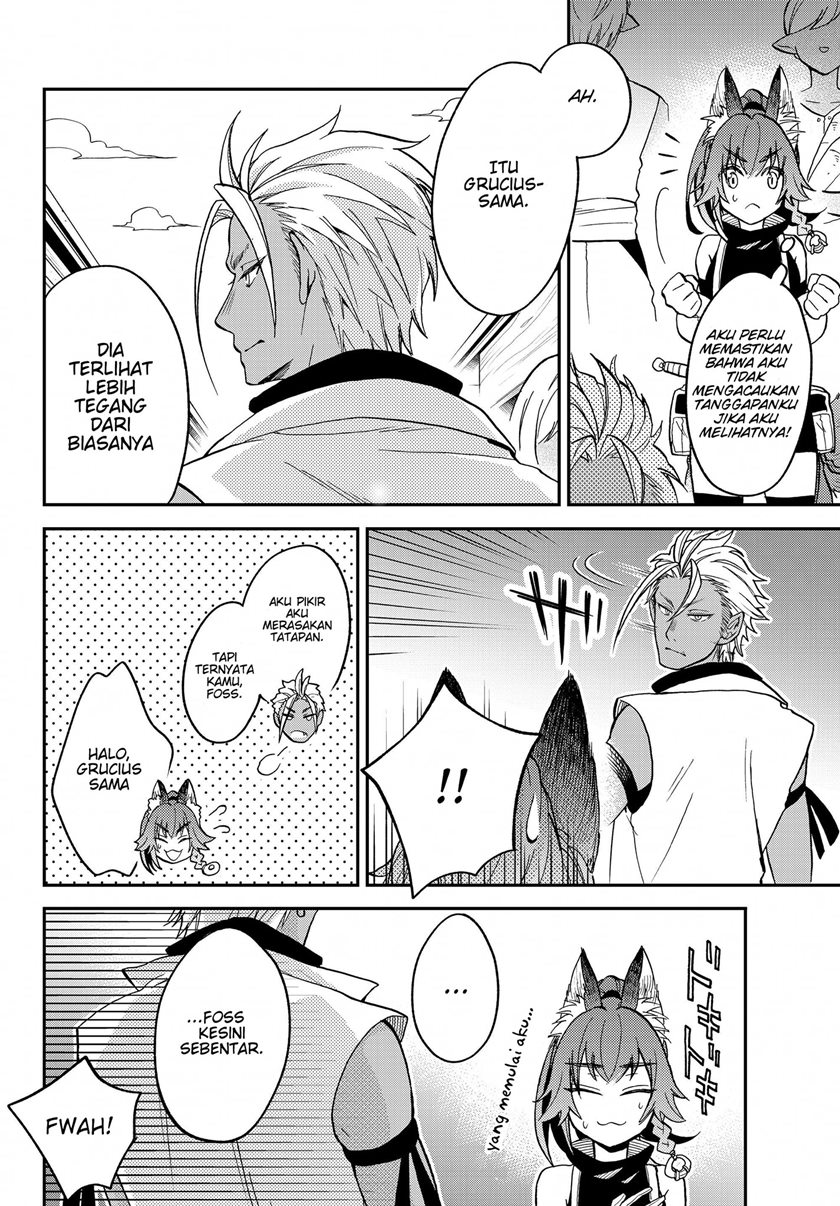 AKU PERLU
MEMASTIKAN
BAHWA AKU
TIDAK
MENGACAUKAN
TANGGAPANKU
JIKA AKU
MELIHATNYA!
AH.
ITU
GRUCIUS-
SAMA.
DIA
TERLIHAT
LEBIH
TEGANG
DARI
BIASANYA
!!
AKU PIKIR
AKU
MERASAKAN
TATAPAN.
TAPI
TERNYATA
KAMU,
FOSS.
HALO,
GRUCIUS
SAMA
yang memulai aku...
...
...FOSS
KESINI
SEBENTAR.
FWAH!